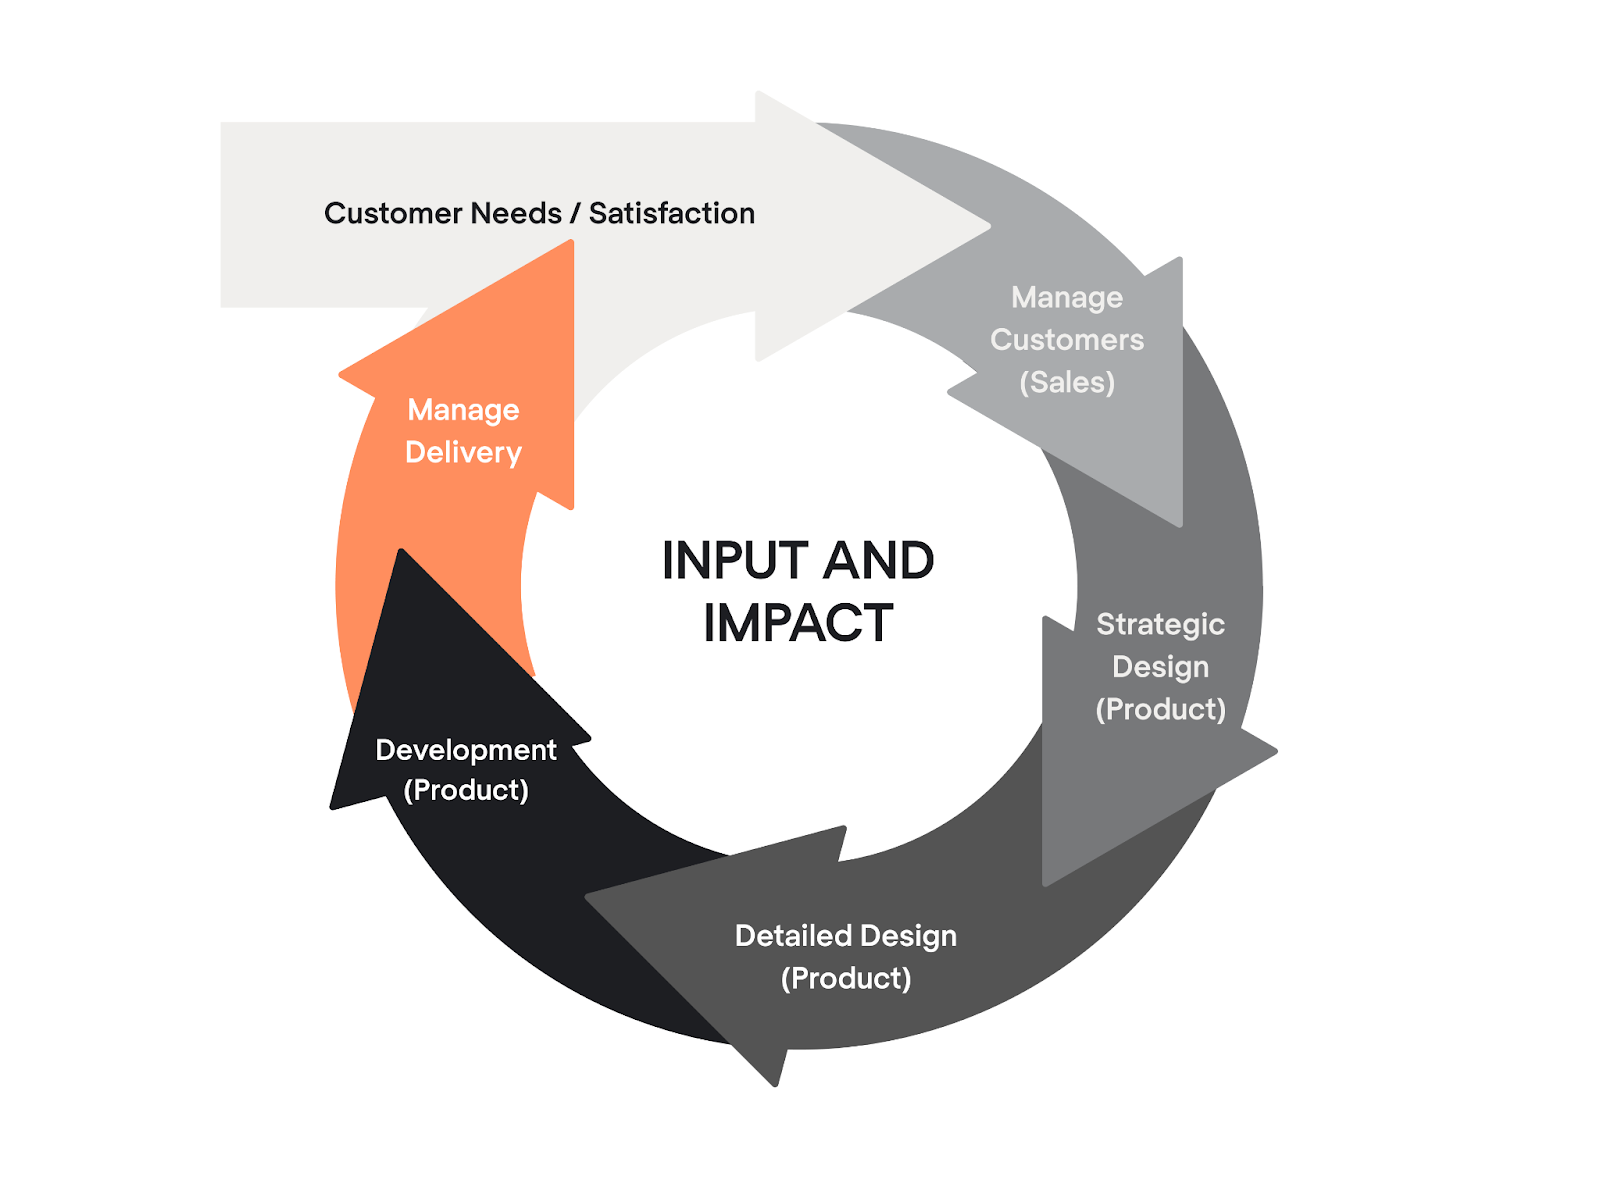 Customer Needs / Satisfaction
Manage
Customers
(Sales)
Strategic
Design
(Product)
Detailed Design
(Product)
Development
(Product)
Manage
Delivery
INPUT AND
IMPACT